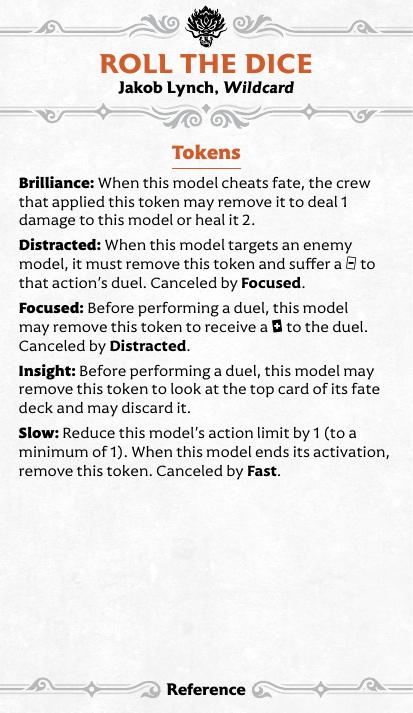 ROLL THE DICE
Jakob Lynch, Wildcard
Tokens
Brilliance: When this model cheats fate, the crew
that applied this token may remove it to deal 1
damage to this model or heal it 2.
Distracted: When this model targets an enemy
model, it must remove this token and suffer a to
that action's duel. Canceled by Focused.
Focused: Before performing a duel, this model
may remove this token to receive a to the duel.
Canceled by Distracted.
Insight: Before performing a duel, this model may
remove this token to look at the top card of its fate
deck and may discard it.
Slow: Reduce this model's action limit by 1 (to a
minimum of 1). When this model ends its activation,
remove this token. Canceled by Fast.
Reference